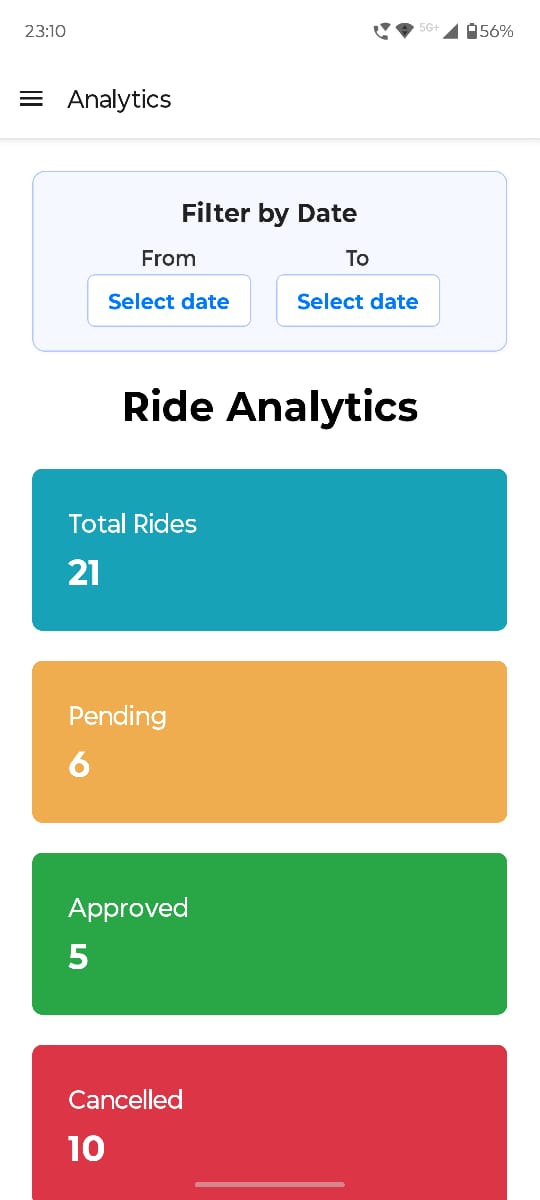 23:10 5G+ 56%
Analytics
Filter by Date
From To
Select date Select date
Ride Analytics
Total Rides
21
Pending
6
Approved
5
Cancelled
10